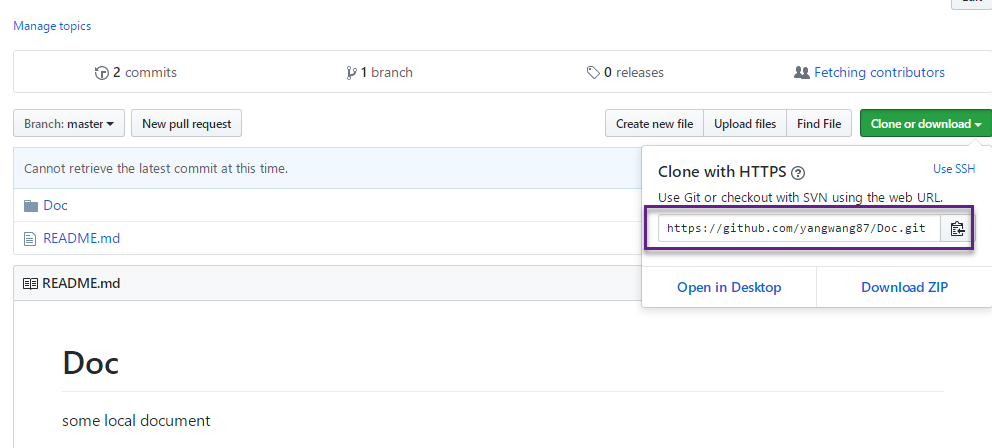 Manage topics
2 commits
1 branch
0 releases
Fetching contributors
Branch: master
New pull request
Create new file
Upload files
Find File
Clone or download
Cannot retrieve the latest commit at this time.
Clone with HTTPS
Use SSH
Use Git or checkout with SVN using the web URL.
https://github.com/yangwang87/Doc.git
Open in Desktop
Download ZIP
Doc
README.md
README.md
Doc
some local document